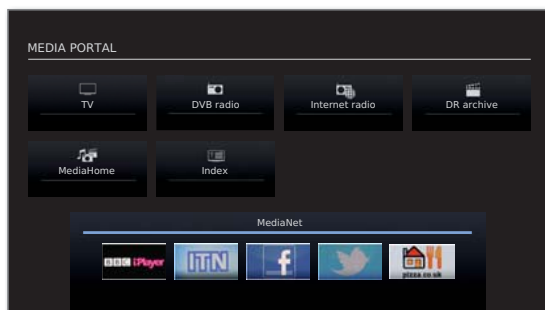 MEDIA PORTAL
TV
DVB radio
Internet radio
DR archive
MediaHome
Index
MediaNet
BBC iPlayer
ITN
f
pizza.co.uk